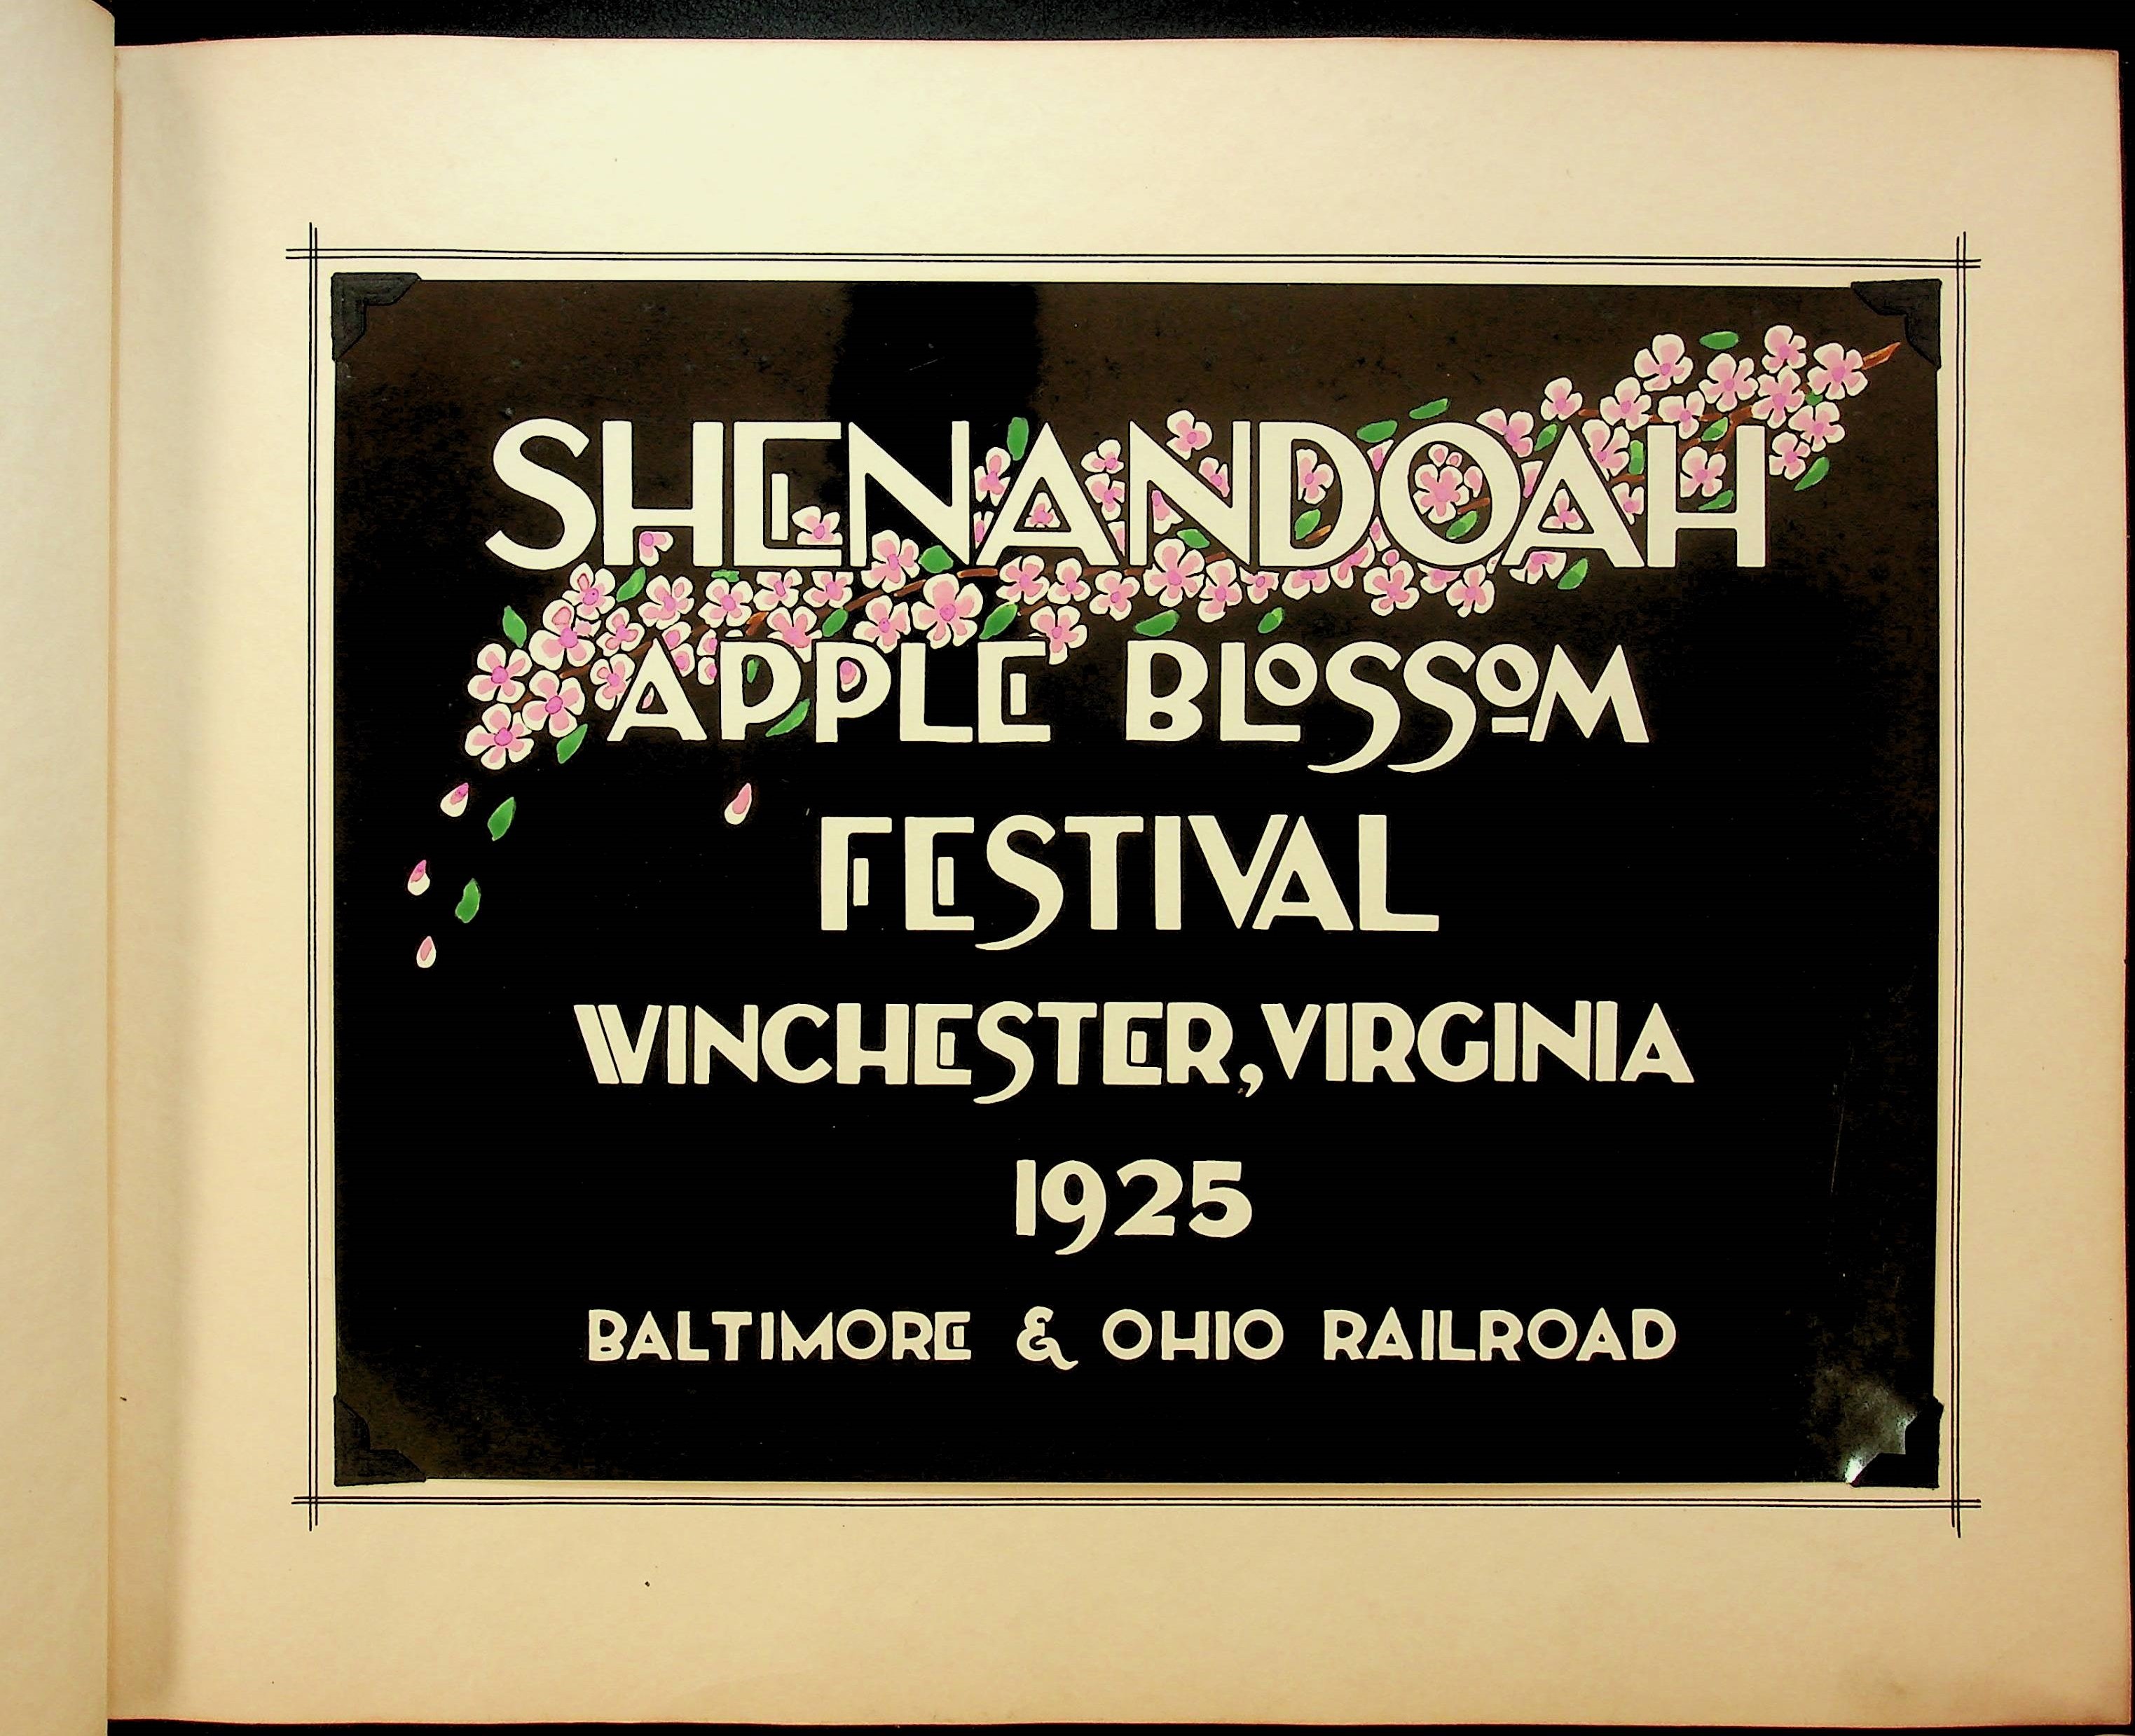 SHENANDOAH
APPLE BLOSSOM
FESTIVAL
WINCHESTER, VIRGINIA
1925
BALTIMORE & OHIO RAILROAD